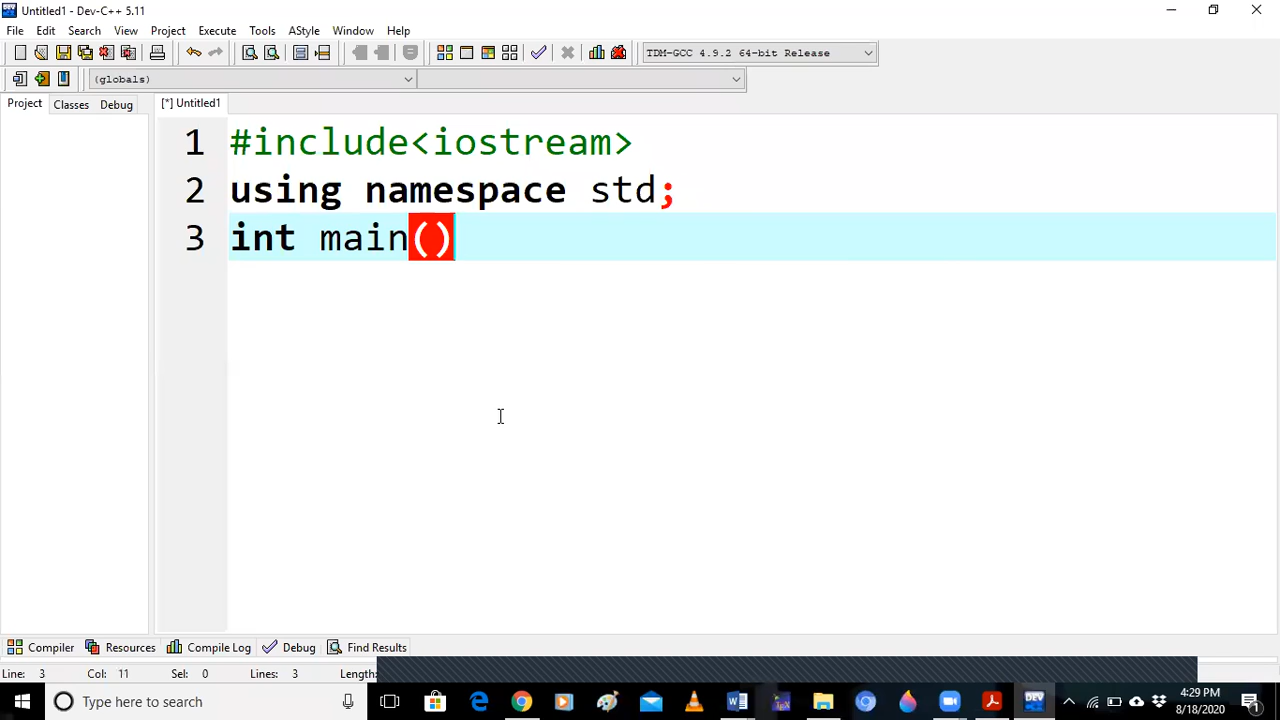 Untitled1 - Dev-C++ 5.11
File Edit Search View Project Execute Tools AStyle Window Help
TDM-GCC 4.9.2 64-bit Release
(globals)
Project Classes Debug [*] Untitled1
1 #include<iostream>
2 using namespace std;
3 int main()
Compiler Resources Compile Log Debug Find Results
Line: 3 Col: 11 Sel: 0 Lines: 3 Length:
Type here to search
DEV
4:29 PM
8/18/2020
1